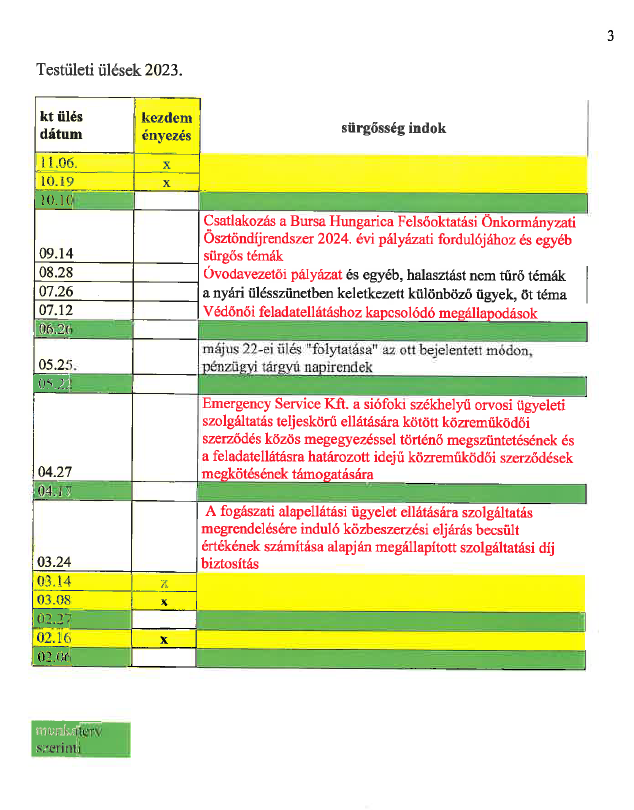 3
Testületi ülések 2023.
kt ülés dátum
kezdem ényezés
sürgősség indok
11.06. x
10.19 x
10.10
Csatlakozás a Bursa Hungarica Felsőoktatási Önkormányzati
Ösztöndíjrendszer 2024. évi pályázati fordulójához és egyéb
09.14 sürgős témák
08.28 Óvodavezetői pályázat és egyéb, halasztást nem tűrő témák
07.26 a nyári ülésszünetben keletkezett különböző ügyek, öt téma
07.12 Védőnői feladatellátáshoz kapcsolódó megállapodások
06.26
május 22-ei ülés "folytatása" az ott bejelentett módon,
05.25. pénzügyi tárgyú napirendek
05.22
Emergency Service Kft. a siófoki székhelyű orvosi ügyeleti
szolgáltatás teljeskörű ellátására kötött közreműködői
szerződés közös megegyezéssel történő megszüntetésének és
a feladatellátásra határozott idejű közreműködői szerződések
04.27 megkötésének támogatására
04.17
A fogászati alapellátási ügyelet ellátására szolgáltatás
megrendelésére induló közbeszerzési eljárás becsült
értékének számítása alapján megállapított szolgáltatási díj
03.24 biztosítás
03.14 x
03.08 x
02.27
02.16 x
02.06
munkaterv
szerinti